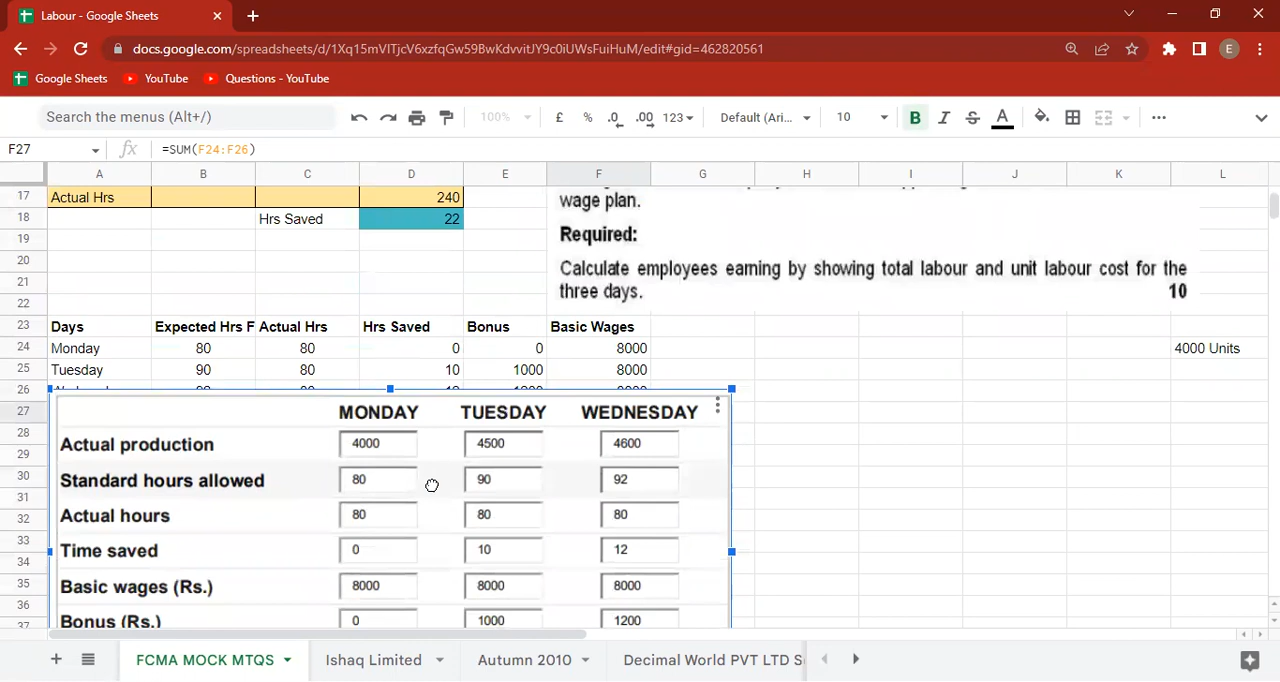 Labour - Google Sheets
docs.google.com/spreadsheets/d/1Xq15mVlTjcV6xzfqGw59BwKdvvitJY9c0iUWsFuiHuM/edit#gid=462820561
E
Google Sheets YouTube Questions - YouTube
Search the menus (Alt+/) 100% £ % .0 .00 123 Default (Ari... 10 B I S A
F27 fx =SUM(F24:F26)
A B C D E F G H I J K L
17 Actual Hrs 240
wage plan.
18 Hrs Saved 22
19 Required:
20
21 Calculate employees earning by showing total labour and unit labour cost for the
22 three days. 10
23 Days Expected Hrs F Actual Hrs Hrs Saved Bonus Basic Wages
24 Monday 80 80 0 0 8000 4000 Units
25 Tuesday 90 80 10 1000 8000
26
27 MONDAY TUESDAY WEDNESDAY
28 Actual production 4000 4500 4600
29
30 Standard hours allowed 80 90 92
31
32 Actual hours 80 80 80
33
34 Time saved 0 10 12
35 Basic wages (Rs.) 8000 8000 8000
36
37 Bonus (Rs.) 0 1000 1200
FCMA MOCK MTQS Ishaq Limited Autumn 2010 Decimal World PVT LTD S